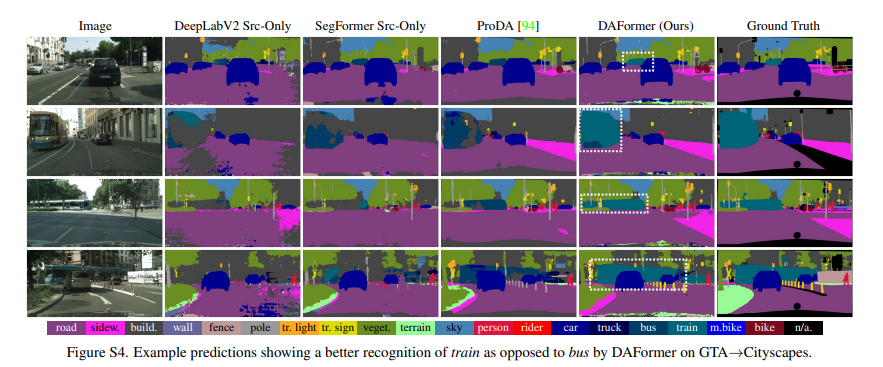 Image DeepLabV2 Src-Only SegFormer Src-Only ProDA [94] DAFormer (Ours) Ground Truth
road sidew. build. wall fence pole tr. light tr. sign veget. terrain sky person rider car truck bus train m.bike bike n/a.
Figure S4. Example predictions showing a better recognition of train as opposed to bus by DAFormer on GTA→Cityscapes.